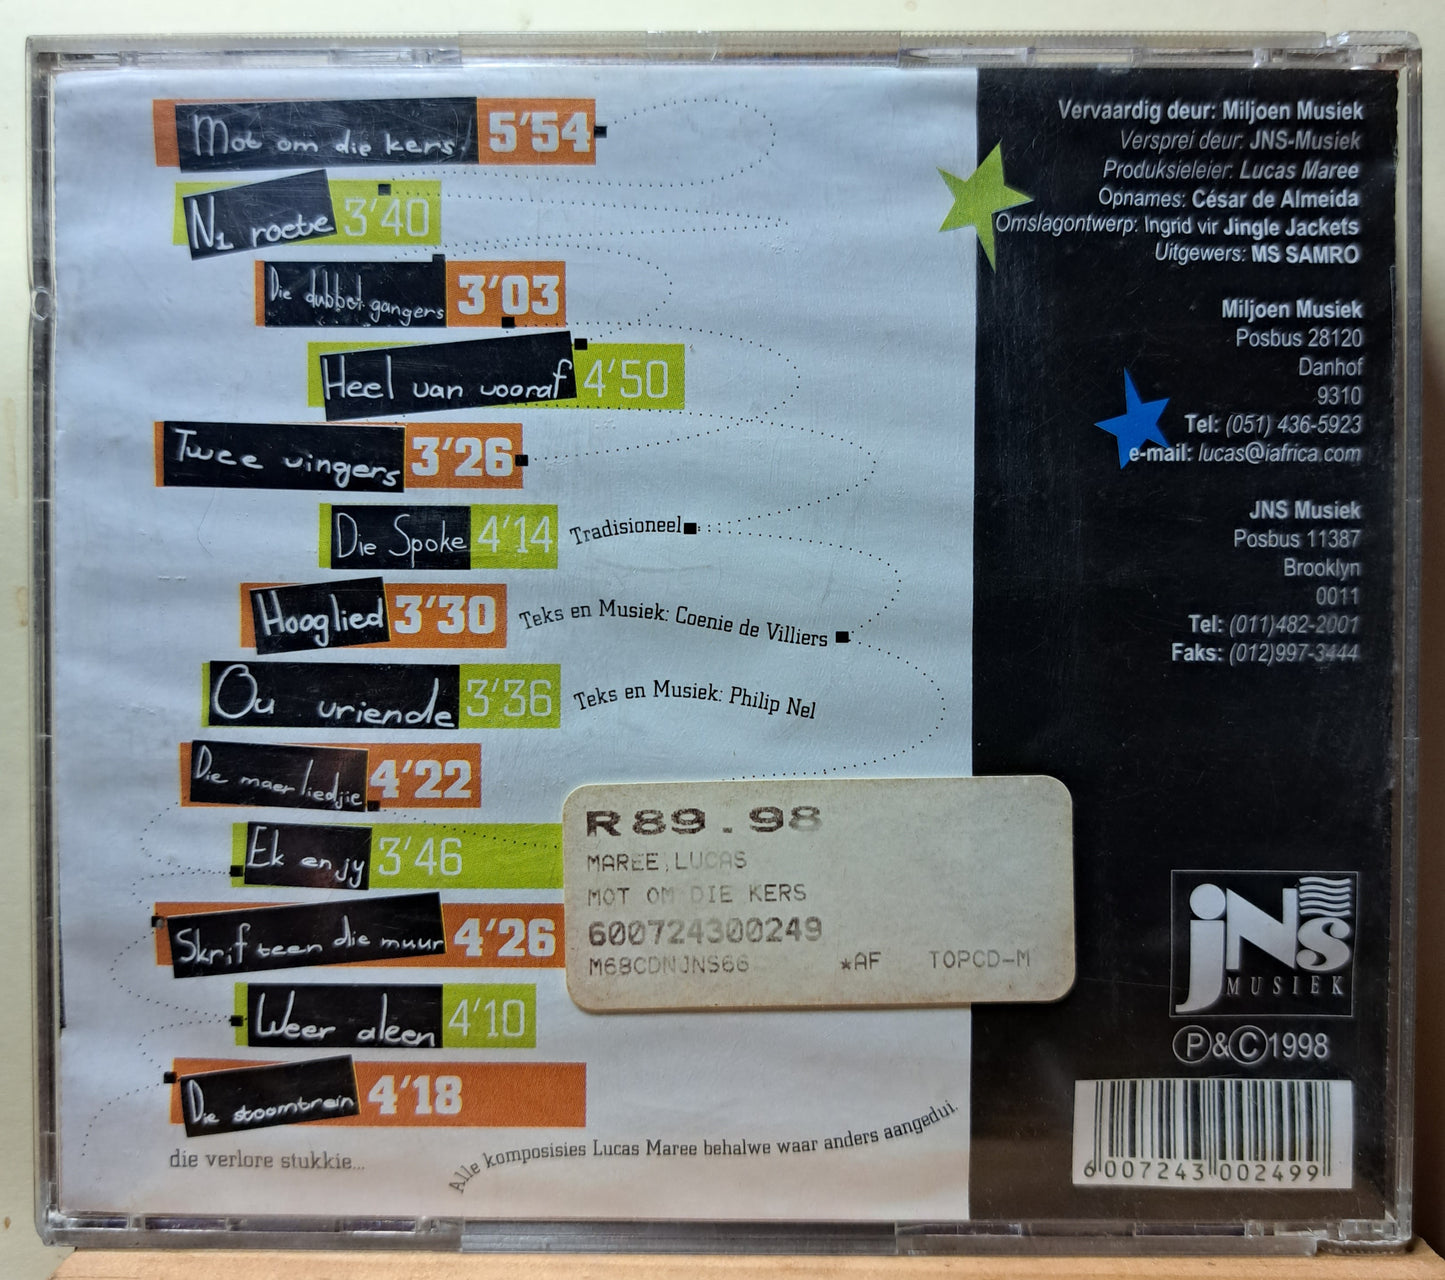 Mot om die kers 5'54
N1 roete 3'40
Die dubbel gangers 3'03
Heel van vooraf 4'50
Twee vingers 3'26
Die Spoke 4'14 Tradisioneel
Hooglied 3'30 Teks en Musiek: Coenie de Villiers
Ou vriende 3'36 Teks en Musiek: Philip Nel
Die maer liedjie 4'22
Ek en jy 3'46
Skrif teen die muur 4'26
Weer aleen 4'10
Die stoomtrein 4'18
die verlore stukkie...
Alle komposisies Lucas Maree behalwe waar anders aangedui.
R89.98
MAREE,LUCAS
MOT OM DIE KERS
600724300249
M6BCDNJNS66 *AF TOPCD-M
Vervaardig deur: Miljoen Musiek
Versprei deur: JNS-Musiek
Produksieleier: Lucas Maree
Opnames: César de Almeida
Omslagontwerp: Ingrid vir Jingle Jackets
Uitgewers: MS SAMRO
Miljoen Musiek
Posbus 28120
Danhof
9310
Tel: (051) 436-5923
e-mail: lucas@iafrica.com
JNS Musiek
Posbus 11387
Brooklyn
0011
Tel: (011)482-2001
Faks: (012)997-3444
jNS
MUSIEK
Ⓟ&©1998
6 007243 002499